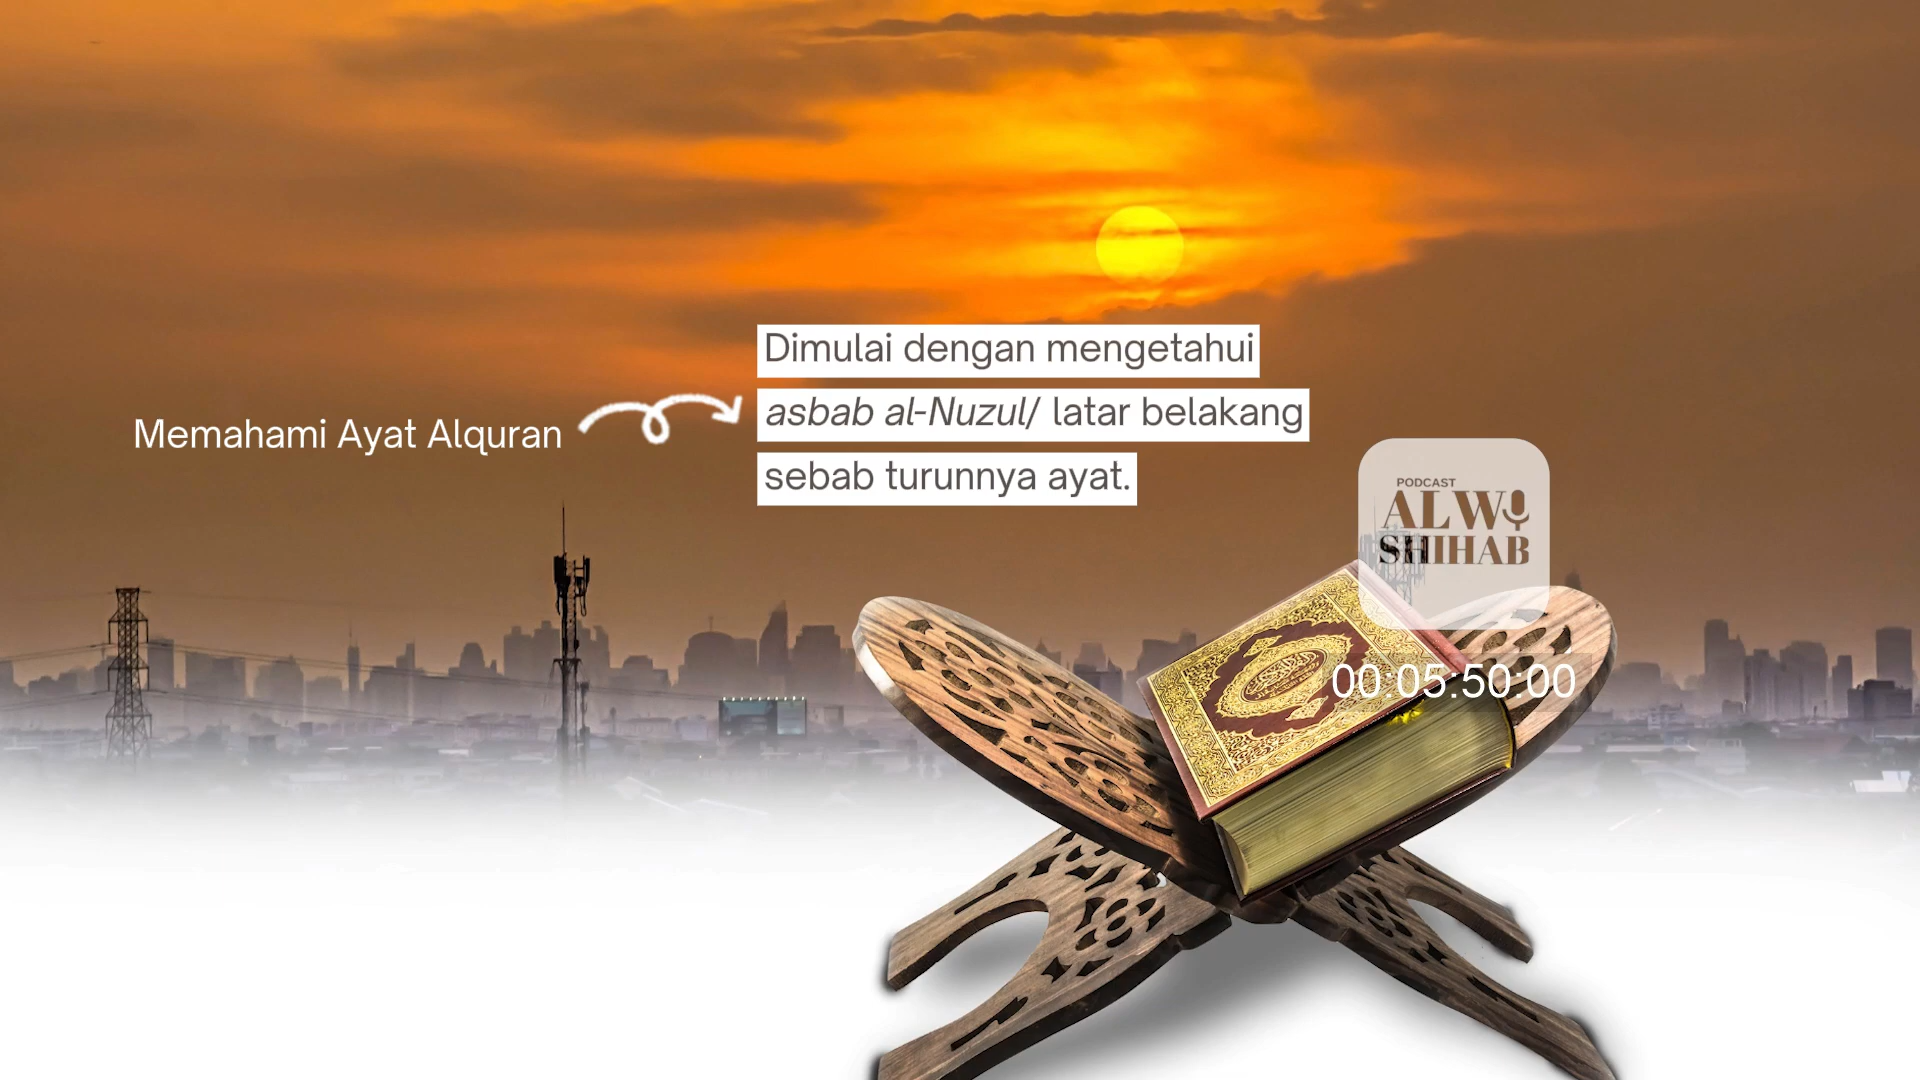 Memahami Ayat Alquran
Dimulai dengan mengetahui
asbab al-Nuzul/ latar belakang
sebab turunnya ayat.
PODCAST
ALWI
SHIHAB
00:05:50:00